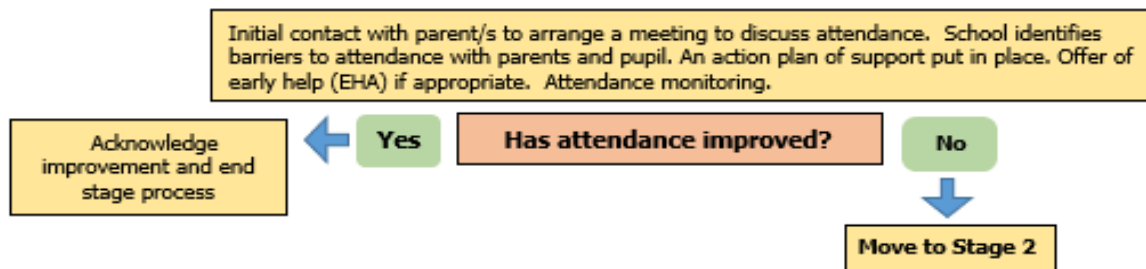 Initial contact with parent/s to arrange a meeting to discuss attendance.  School identifies
barriers to attendance with parents and pupil. An action plan of support put in place. Offer of
early help (EHA) if appropriate.  Attendance monitoring.
Acknowledge
improvement and end
stage process
Yes
Has attendance improved?
No
Move to Stage 2